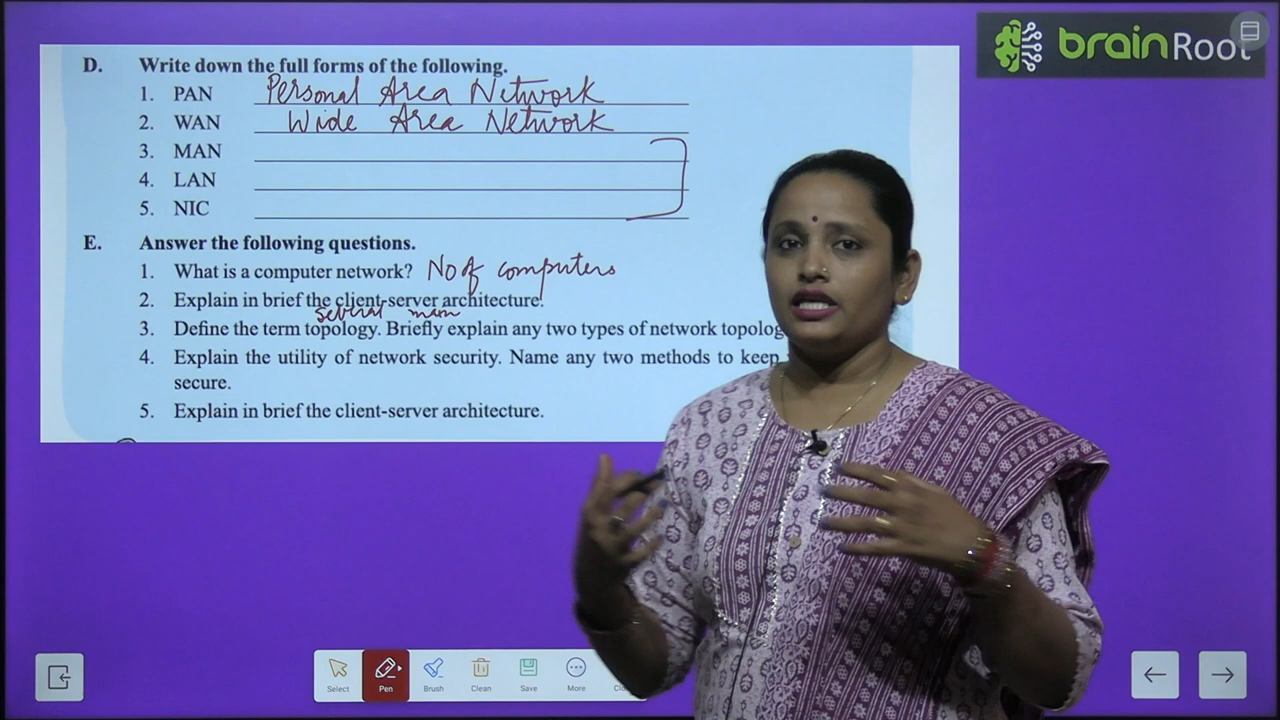 brainRoot
D. Write down the full forms of the following.
1. PAN Personal Area Network
2. WAN Wide Area Network
3. MAN
4. LAN
5. NIC
E. Answer the following questions.
1. What is a computer network? No of computers
2. Explain in brief the client-server architecture.
several main
3. Define the term topology. Briefly explain any two types of network topolog
4. Explain the utility of network security. Name any two methods to keep
secure.
5. Explain in brief the client-server architecture.
Select Pen Brush Clean Save More